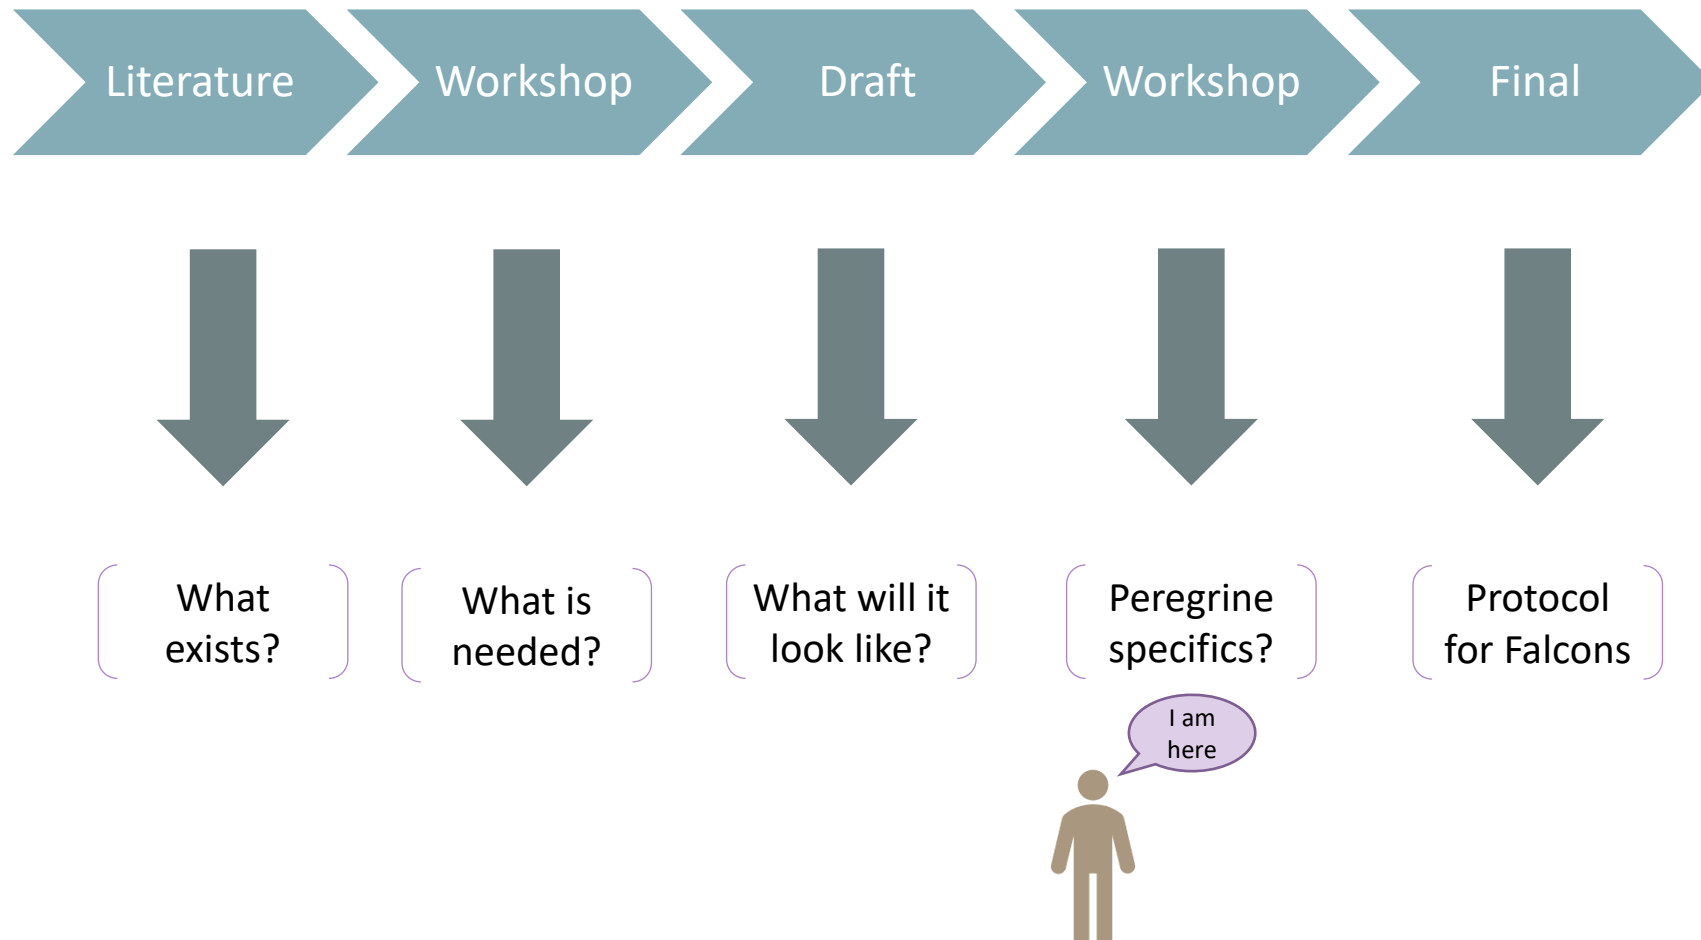 Literature
Workshop
Draft
Workshop
Final
What
exists?
What is
needed?
What will it
look like?
Peregrine
specifics?
Protocol
for Falcons
I am
here